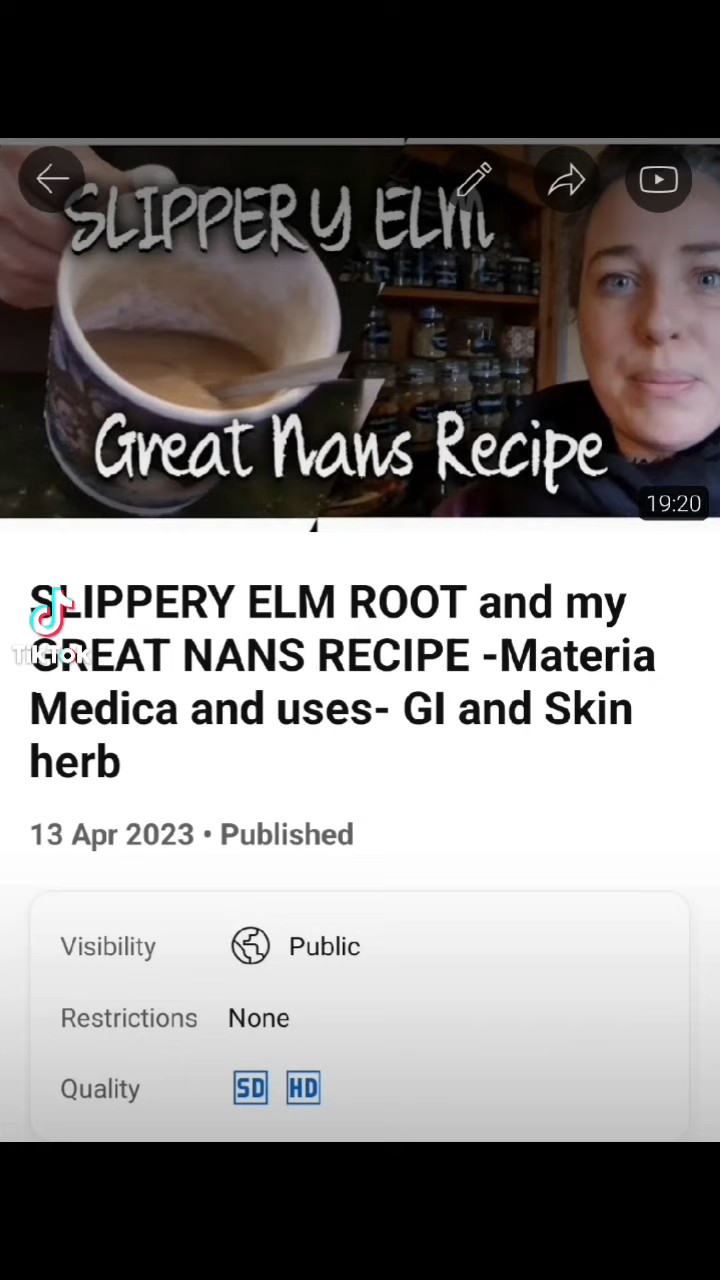 SLIPPERY ELM
Great Nans Recipe
19:20
SLIPPERY ELM ROOT and my
GREAT NANS RECIPE -Materia
Medica and uses- GI and Skin
herb
TikTok
13 Apr 2023 • Published
Visibility Public
Restrictions None
Quality SD HD